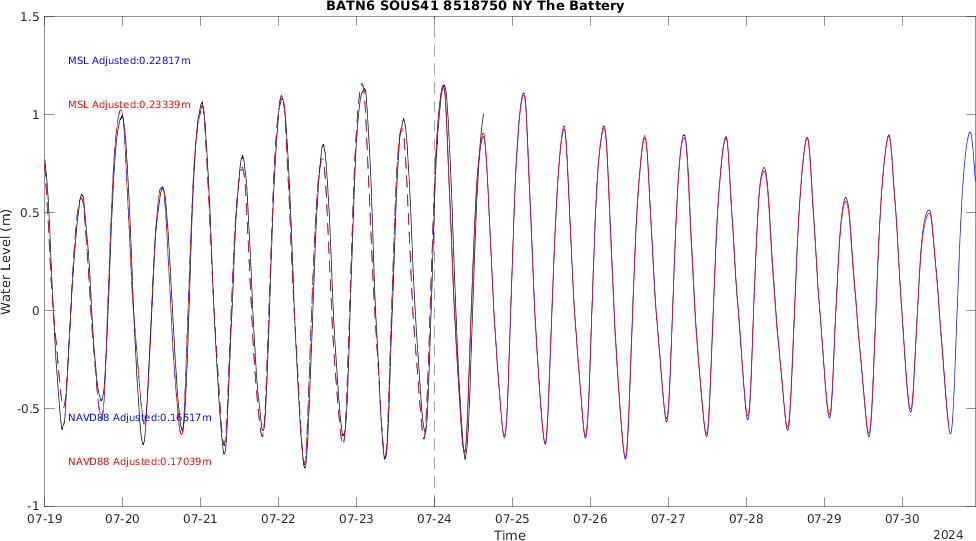 BATN6 SOUS41 8518750 NY The Battery
1.5
MSL Adjusted:0.22817m
MSL Adjusted:0.23339m
1
0.5
Water Level (m)
0
-0.5
NAVD88 Adjusted:0.16517m
NAVD88 Adjusted:0.17039m
-1
07-19 07-20 07-21 07-22 07-23 07-24 07-25 07-26 07-27 07-28 07-29 07-30
Time
2024